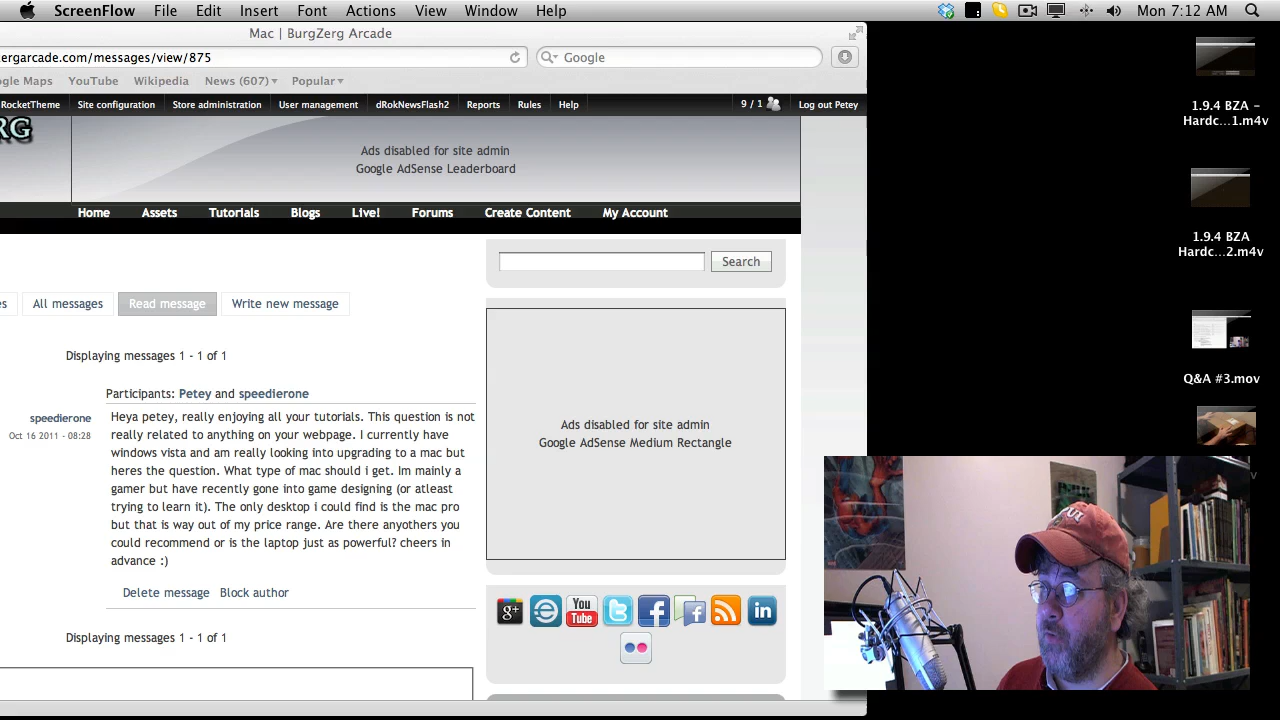 ScreenFlow File Edit Insert Font Actions View Window Help Mon 7:12 AM
Mac | BurgZerg Arcade
ergarcade.com/messages/view/875 Google
gle Maps YouTube Wikipedia News (607) Popular
RocketTheme Site configuration Store administration User management dRokNewsFlash2 Reports Rules Help 9 / 1 Log out Petey
RG
Ads disabled for site admin
Google AdSense Leaderboard
Home Assets Tutorials Blogs Live! Forums Create Content My Account
Search
es All messages Read message Write new message
Displaying messages 1 - 1 of 1
Participants: Petey and speedierone
speedierone
Oct 16 2011 - 08:28
Heya petey, really enjoying all your tutorials. This question is not
really related to anything on your webpage. I currently have
windows vista and am really looking into upgrading to a mac but
heres the question. What type of mac should i get. Im mainly a
gamer but have recently gone into game designing (or atleast
trying to learn it). The only desktop i could find is the mac pro
but that is way out of my price range. Are there anyothers you
could recommend or is the laptop just as powerful? cheers in
advance :)
Delete message Block author
Displaying messages 1 - 1 of 1
Ads disabled for site admin
Google AdSense Medium Rectangle
g+
You
Tube
in
1.9.4 BZA -
Hardc...1.m4v
1.9.4 BZA
Hardc...2.m4v
Q&A #3.mov